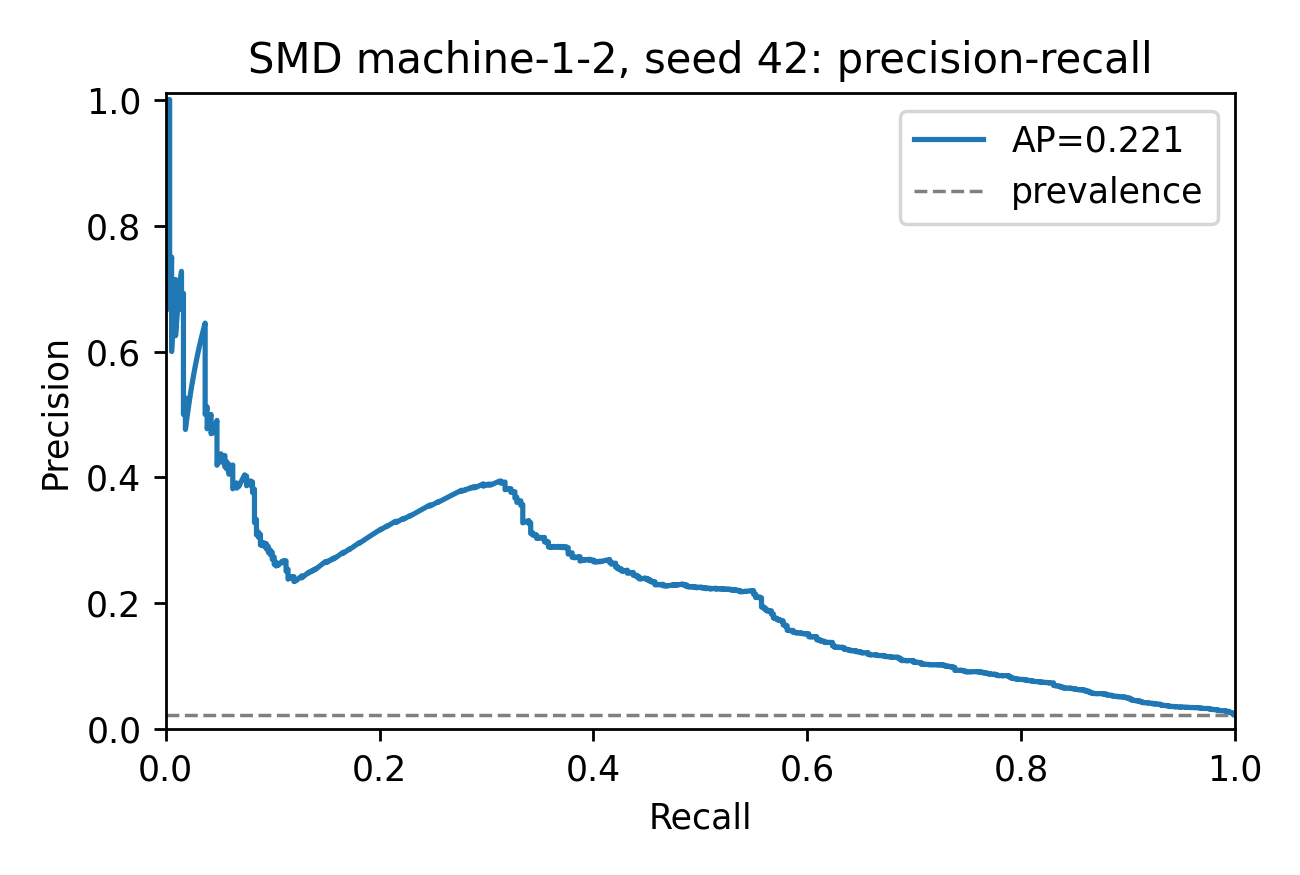 SMD machine-1-2, seed 42: precision-recall
AP=0.221
prevalence
Precision
1.0
0.8
0.6
0.4
0.2
0.0
0.0 0.2 0.4 0.6 0.8 1.0
Recall